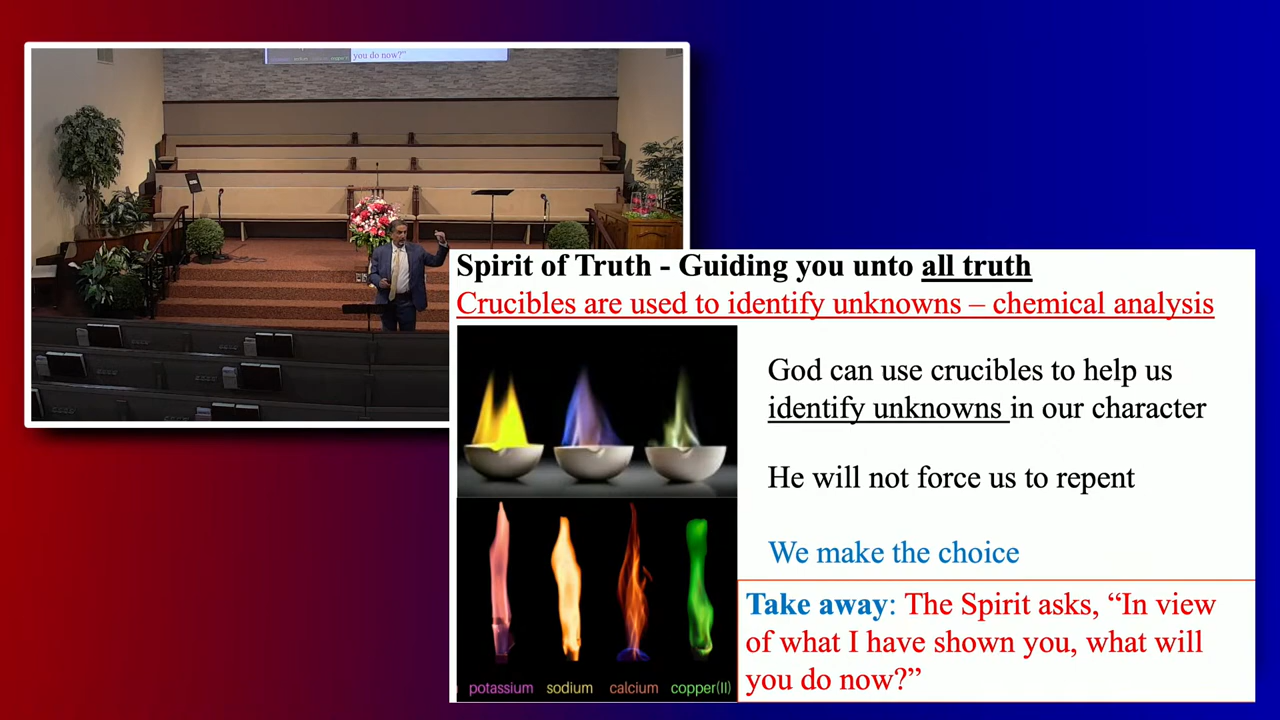 you do now?"
Spirit of Truth - Guiding you unto all truth
Crucibles are used to identify unknowns – chemical analysis
God can use crucibles to help us
identify unknowns in our character
He will not force us to repent
We make the choice
Take away: The Spirit asks, “In view
of what I have shown you, what will
you do now?”
potassium sodium calcium copper(II)